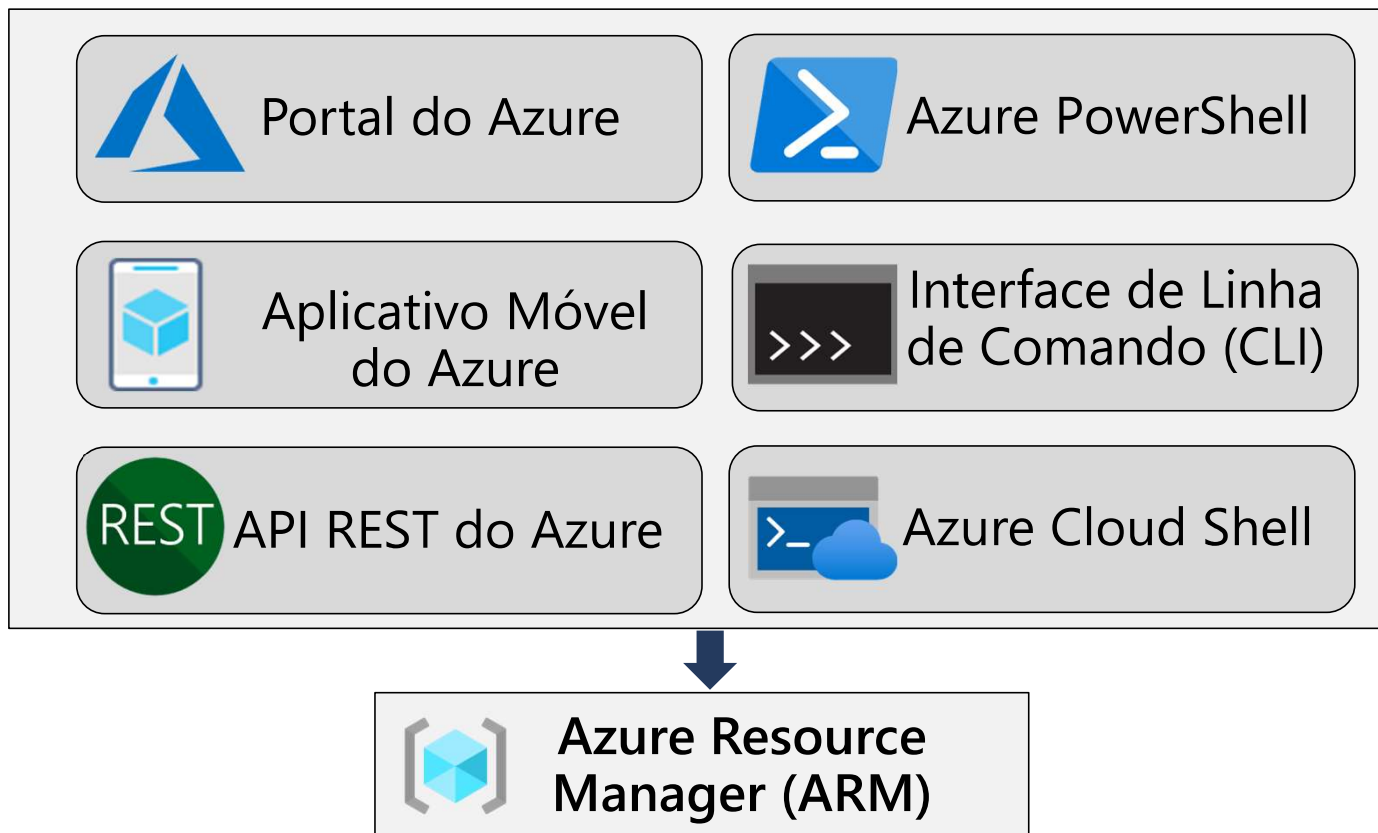 Portal do Azure
Azure PowerShell
Aplicativo Móvel
do Azure
Interface de Linha
de Comando (CLI)
>>>
REST
API REST do Azure
>_
Azure Cloud Shell
Azure Resource
Manager (ARM)